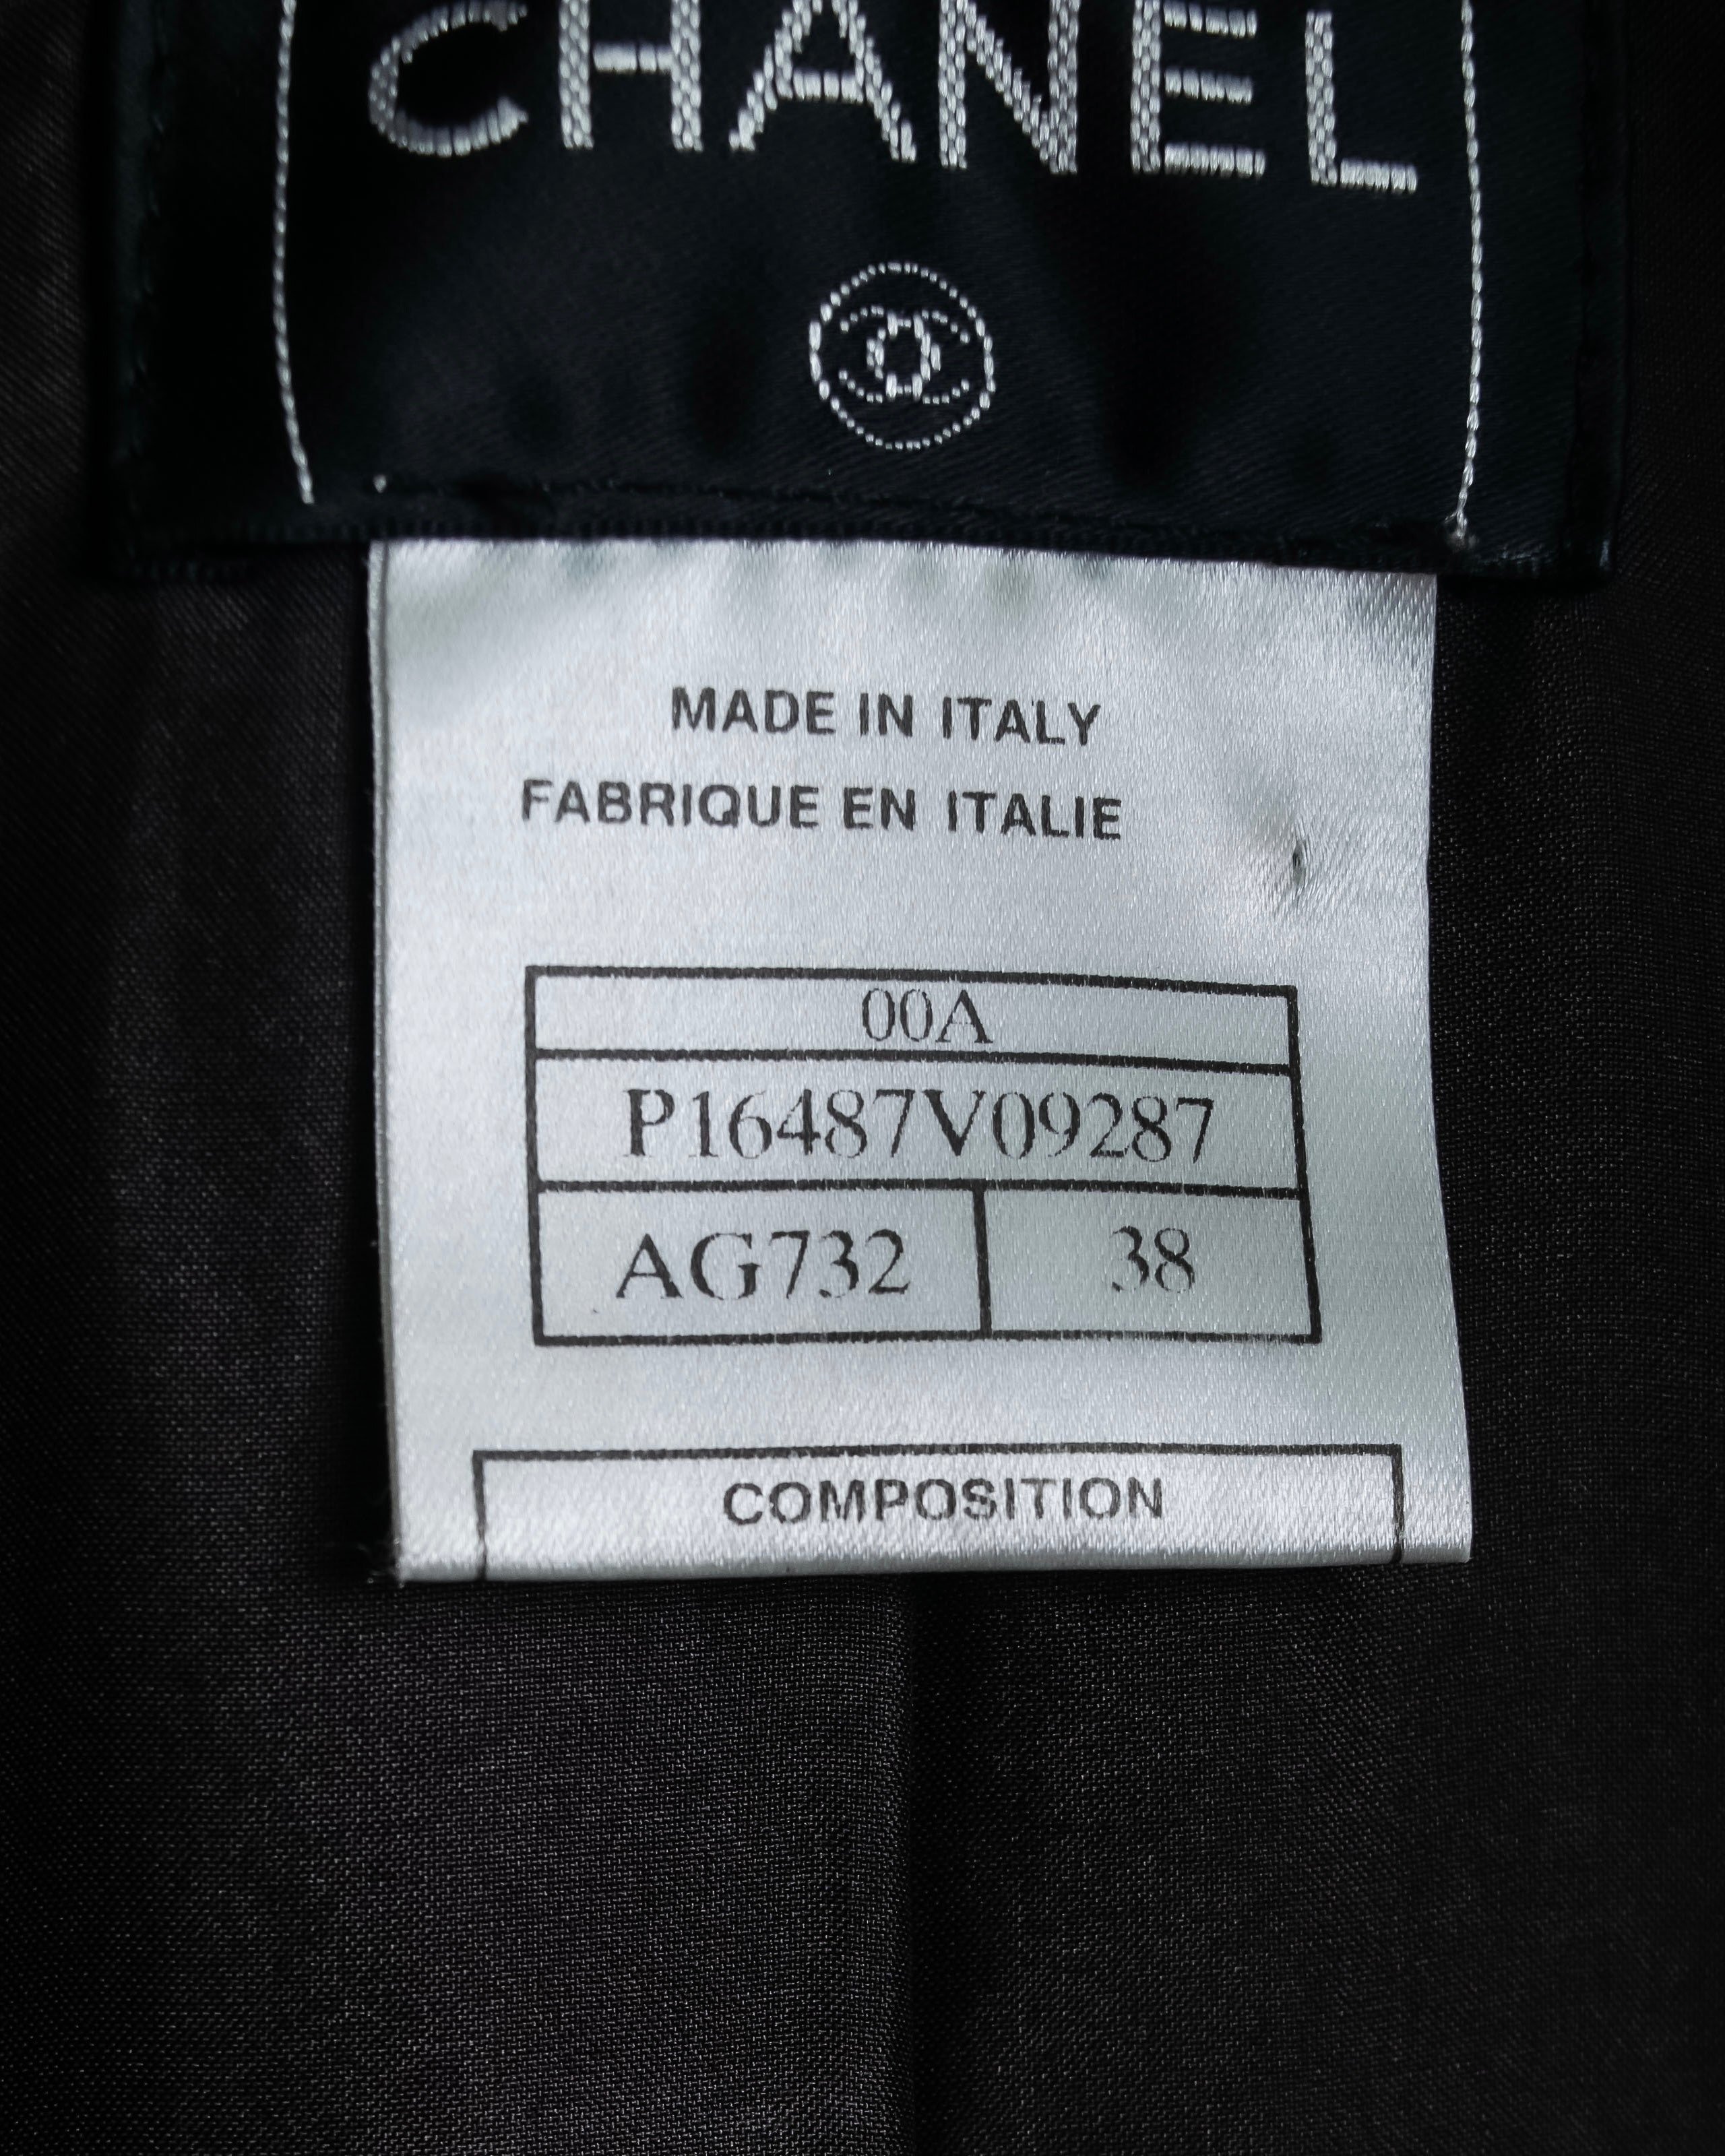 CHANEL
MADE IN ITALY
FABRIQUE EN ITALIE
00A
P16487V09287
AG732 38
COMPOSITION